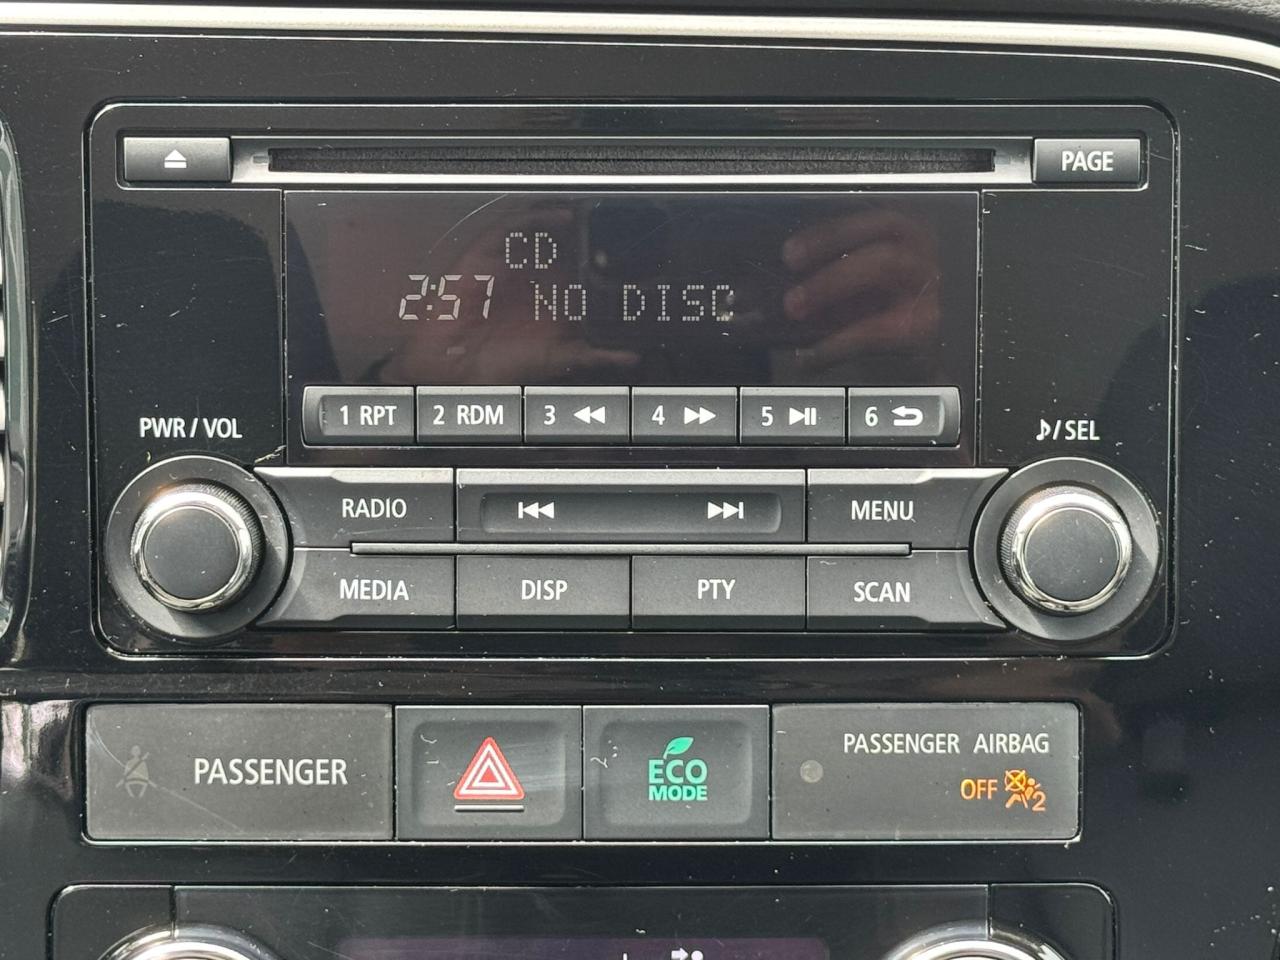 PAGE
CD
2:57 NO DISC
1 RPT 2 RDM 3 4 5 6
PWR / VOL
♪/SEL
RADIO
MENU
MEDIA DISP PTY SCAN
PASSENGER
ECO
MODE
PASSENGER AIRBAG
OFF 2